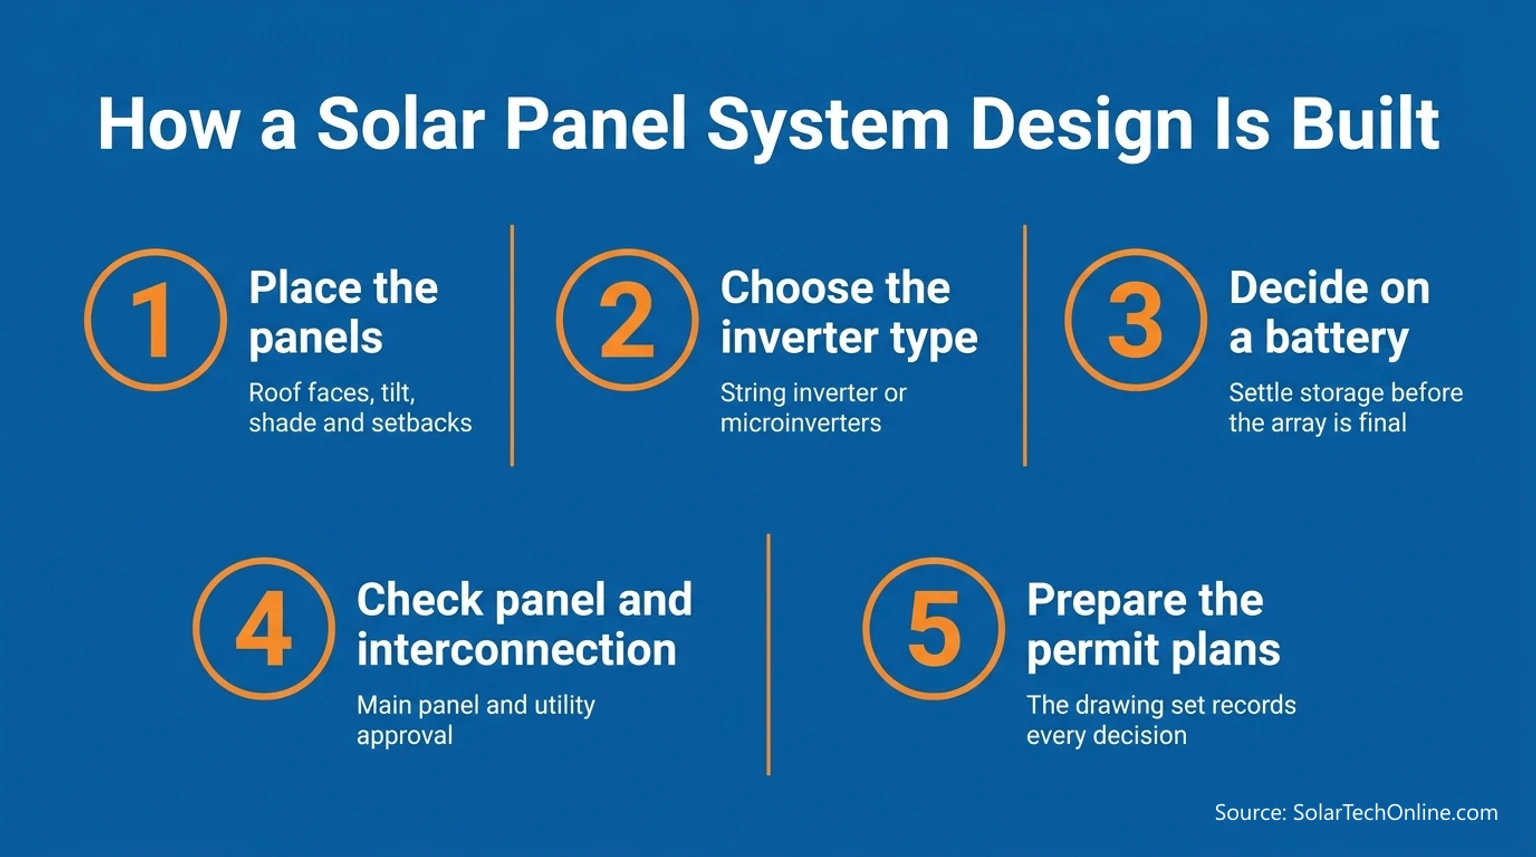 How a Solar Panel System Design Is Built
1
Place the
panels
Roof faces, tilt,
shade and setbacks
2
Choose the
inverter type
String inverter or
microinverters
3
Decide on
a battery
Settle storage before
the array is final
4
Check panel and
interconnection
Main panel and utility
approval
5
Prepare the
permit plans
The drawing set records
every decision
Source: SolarTechOnline.com